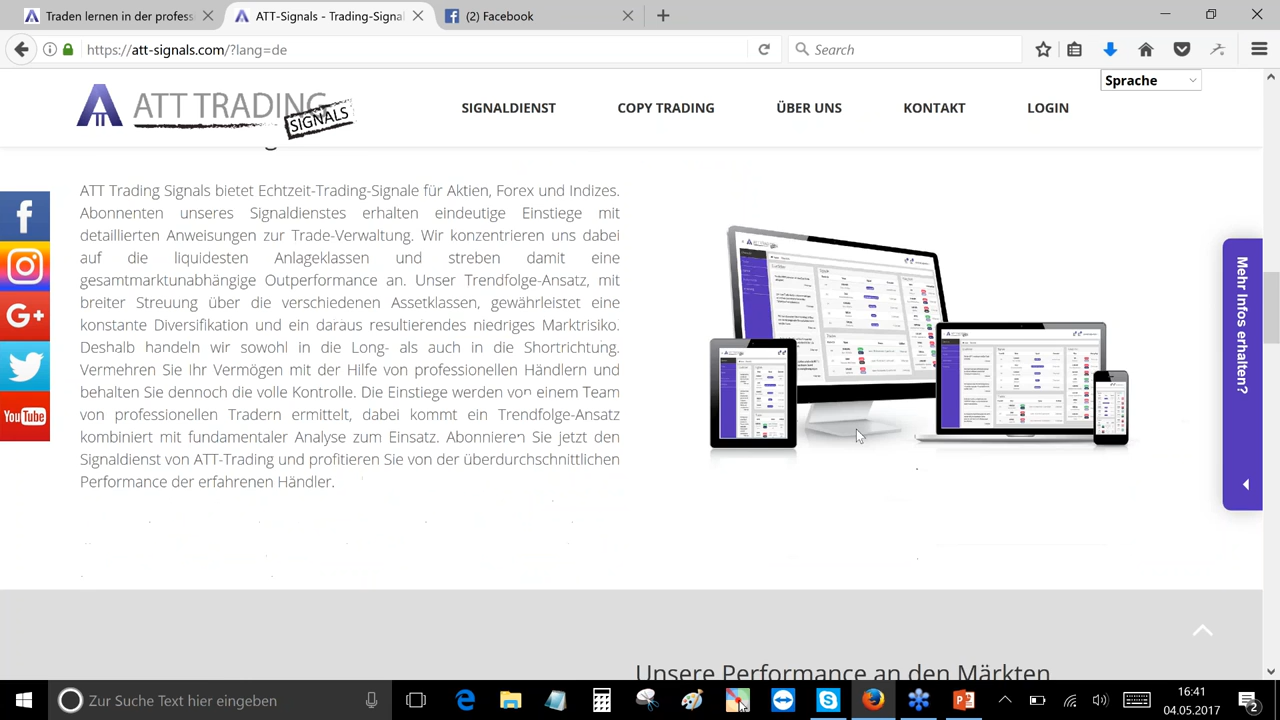 Traden lernen in der profess
ATT-Signals - Trading-Signal
(2) Facebook
https://att-signals.com/?lang=de
Search
Sprache
ATT TRADING
SIGNALS
SIGNALDIENST
COPY TRADING
ÜBER UNS
KONTAKT
LOGIN
ATT Trading Signals bietet Echtzeit-Trading-Signale für Aktien, Forex und Indizes.
Abonnenten unseres Signaldienstes erhalten eindeutige Einstiege mit
detaillierten Anweisungen zur Trade-Verwaltung. Wir konzentrieren uns dabei
auf die liquidesten Anlageklassen und streben damit eine
gesamtmarktunabhängige Outperformance an. Unser Trendfolge-Ansatz, mit
breiter Streuung über die verschiedenen Assetklassen, gewährleistet eine
konstante Diversifikation und ein daraus resultierendes niedriges Marktrisiko.
Deshalb handeln wir sowohl in die Long- als auch in die Shortrichtung.
Vermehren Sie Ihr Vermögen mit der Hilfe von professionellen Händlern und
behalten Sie dennoch die volle Kontrolle. Die Einstiege werden von einem Team
von professionellen Tradern ermittelt, dabei kommt ein Trendfolge-Ansatz
kombiniert mit fundamentaler Analyse zum Einsatz. Abonnieren Sie jetzt den
Signaldienst von ATT-Trading und profitieren Sie von der überdurchschnittlichen
Performance der erfahrenen Händler.
G+
You Tube
Mehr Infos erhalten?
Unsere Performance an den Märkten
Zur Suche Text hier eingeben
16:41
04.05.2017
2